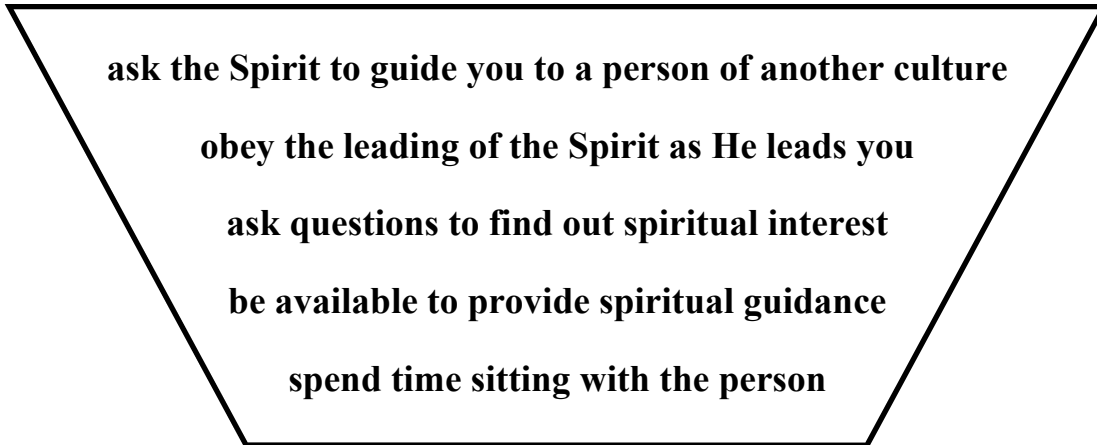 ask the Spirit to guide you to a person of another culture
obey the leading of the Spirit as He leads you
ask questions to find out spiritual interest
be available to provide spiritual guidance
spend time sitting with the person